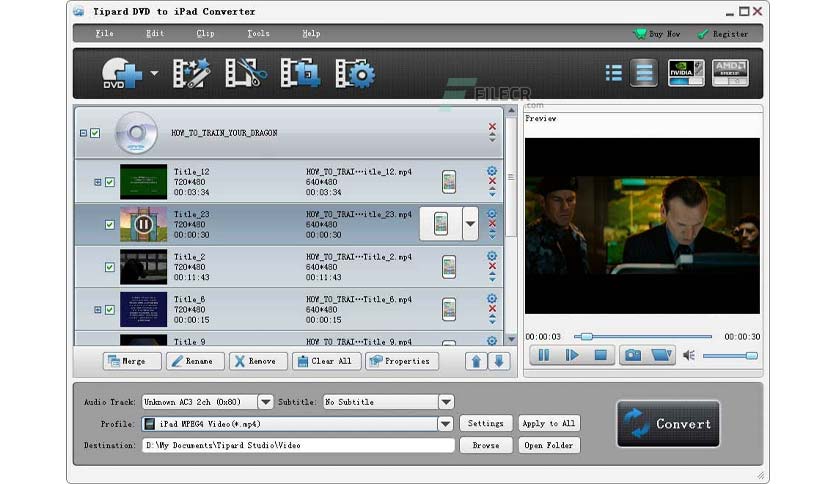 Tipard DVD to iPad Converter
File Edit Clip Tools Help Buy Now Register
DVD NVIDIA AMD
FILECR
.com
HOW_TO_TRAIN_YOUR_DRAGON
Preview
Title_12 HOW_TO_TRAI···itle_12.mp4
720*480 640*480
00:03:34 00:03:34
Title_23 HOW_TO_TRAI···itle_23.mp4
720*480 640*480
00:00:30 00:00:30
Title_2 HOW_TO_TRAI···Title_2.mp4
720*480 640*480
00:11:43 00:11:43
Title_6 HOW_TO_TRAI···Title_6.mp4
720*480 640*480
00:00:15 00:00:15
Title 9 HOW TO TRAI···Title 9.mp4
00:00:03 00:00:30
Merge Rename Remove Clear All Properties
Audio Track: Unknown AC3 2ch (0x80) Subtitle: No Subtitle
Profile: iPad MPEG4 Video(*.mp4) Settings Apply to All
Convert
Destination: D:\My Documents\Tipard Studio\Video Browse Open Folder